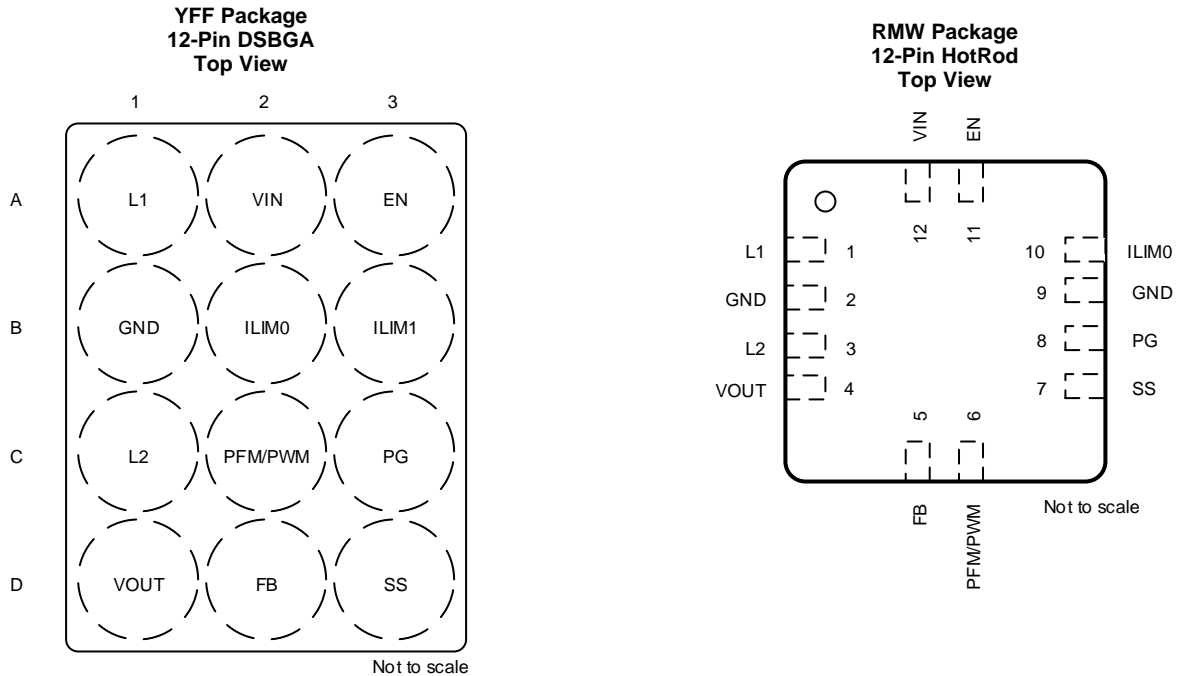 YFF Package
12-Pin DSBGA
Top View
1 2 3
A L1 VIN EN
B GND ILIM0 ILIM1
C L2 PFM/PWM PG
D VOUT FB SS
Not to scale
RMW Package
12-Pin HotRod
Top View
VIN EN
12 11
L1 1 10 ILIM0
GND 2 9 GND
L2 3 8 PG
VOUT 4 7 SS
5 6
FB PFM/PWM
Not to scale